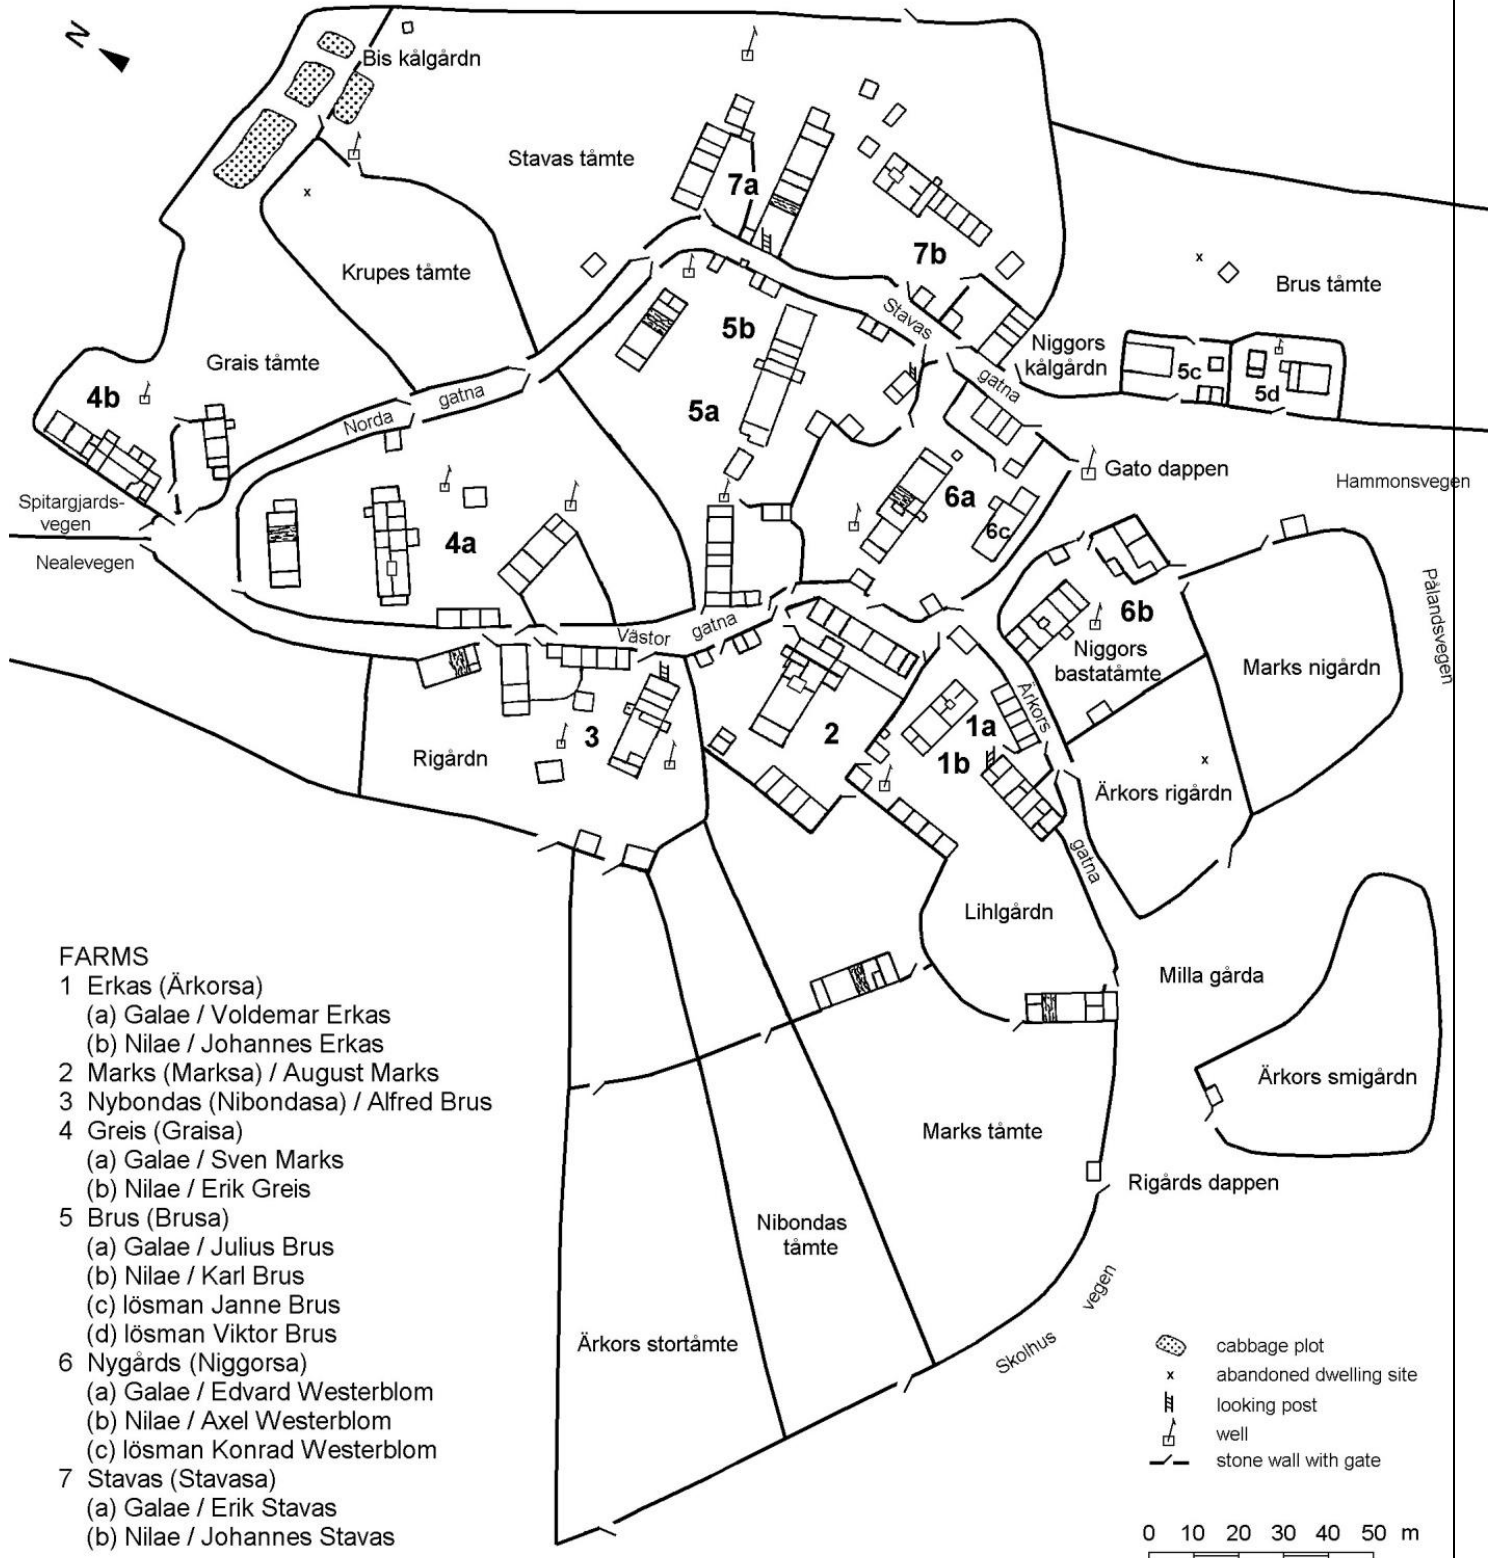 N
Bis kålgårdn
Stavas tåmte
7a
Krupes tåmte
7b
Brus tåmte
Stavas
gatna
5b
Niggors
kålgårdn
5c
5d
Grais tåmte
4b
Norda
gatna
5a
Gato dappen
Hammonsvegen
Spitargjards-
vegen
Nealevegen
4a
6a
6c
6b
Niggors
bastatåmte
Marks nigårdn
Pålandsvegen
Västor
gatna
Ärkors
gatna
3
2
1a
1b
Rigårdn
Ärkors rigårdn
Lihlgårdn
Milla gårda
Ärkors smigårdn
Marks tåmte
Rigårds dappen
Nibondas
tåmte
Ärkors stortåmte
Skolhus
vegen
FARMS
1 Erkas (Ärkorsa)
(a) Galae / Voldemar Erkas
(b) Nilae / Johannes Erkas
2 Marks (Marksa) / August Marks
3 Nybondas (Nibondasa) / Alfred Brus
4 Greis (Graisa)
(a) Galae / Sven Marks
(b) Nilae / Erik Greis
5 Brus (Brusa)
(a) Galae / Julius Brus
(b) Nilae / Karl Brus
(c) lösman Janne Brus
(d) lösman Viktor Brus
6 Nygårds (Niggorsa)
(a) Galae / Edvard Westerblom
(b) Nilae / Axel Westerblom
(c) lösman Konrad Westerblom
7 Stavas (Stavasa)
(a) Galae / Erik Stavas
(b) Nilae / Johannes Stavas
cabbage plot
x abandoned dwelling site
looking post
well
stone wall with gate
0 10 20 30 40 50 m